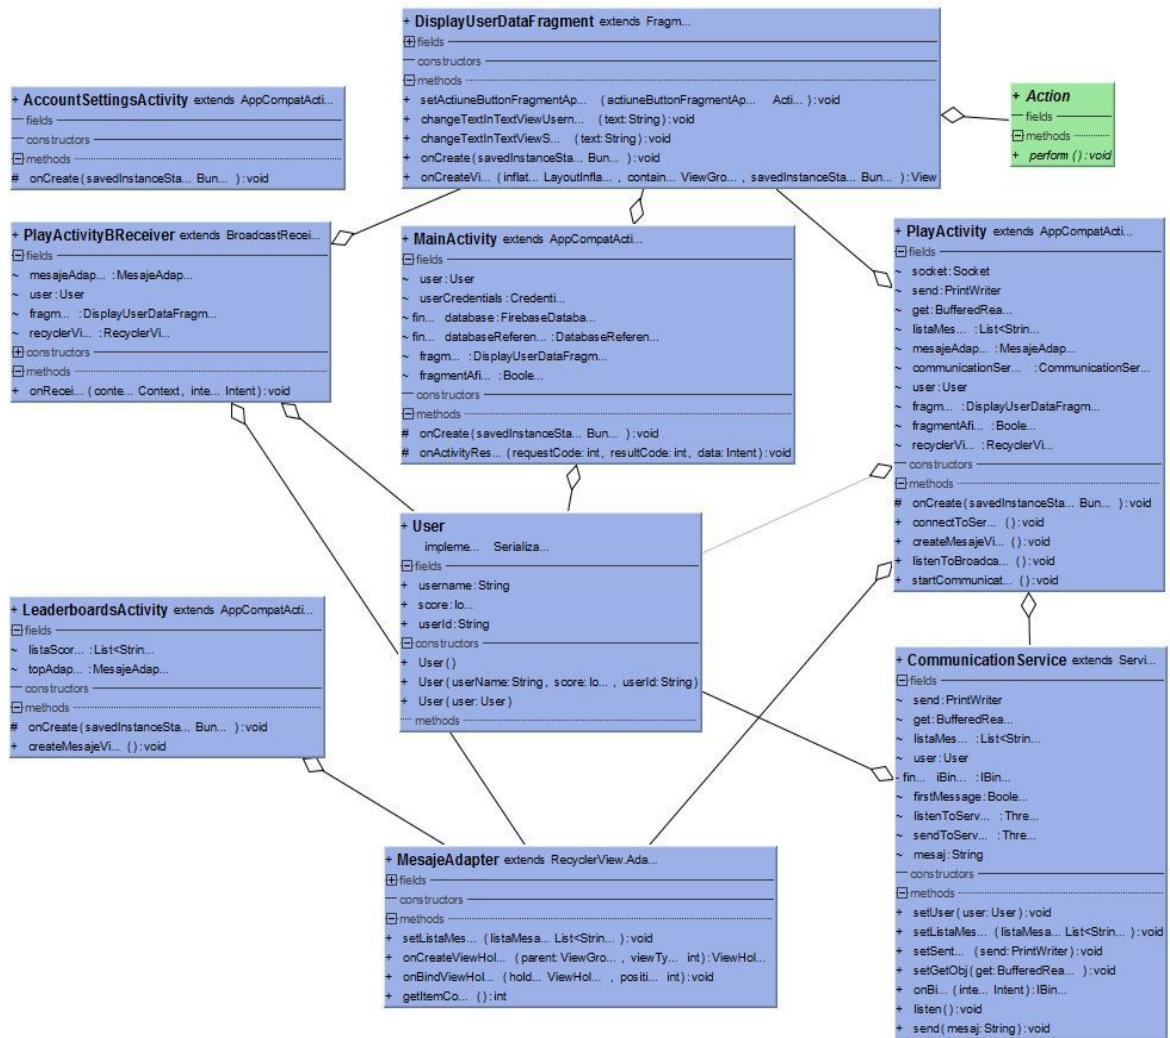 + DisplayUserDataFragment extends Fragm...
fields
constructors
methods
+ setActiuneButtonFragmentAp... (actiuneButtonFragmentAp... Acti... ):void
+ changeTextInTextViewUsern... (text:String):void
+ changeTextInTextViewS... (text:String):void
+ onCreate(savedInstanceSta... Bun... ):void
+ onCreateVi... (inflat... LayoutInfla... , contain... ViewGro... , savedInstanceSta... Bun... ):View
+ AccountSettingsActivity extends AppCompatActi...
fields
constructors
methods
# onCreate(savedInstanceSta... Bun... ):void
+ Action
fields
methods
+ perform ():void
+ PlayActivityBReceiver extends BroadcastRecei...
fields
~ mesajeAdap... :MesajeAdap...
~ user:User
~ fragm... :DisplayUserDataFragm...
~ recyclerVi... :RecyclerVi...
constructors
methods
+ onRecei... (conte... Context, inte... Intent):void
+ MainActivity extends AppCompatActi...
fields
~ user:User
~ userCredentials:Credenti...
~ fin... database:FirebaseDataba...
~ fin... databaseReferen... :DatabaseReferen...
~ fragm... :DisplayUserDataFragm...
~ fragmentAfi... :Boole...
constructors
methods
# onCreate(savedInstanceSta... Bun... ):void
# onActivityRes... (requestCode:int, resultCode:int, data:Intent):void
+ PlayActivity extends AppCompatActi...
fields
~ socket:Socket
~ send:PrintWriter
~ get:BufferedRea...
~ listaMes... :List<Strin...
~ mesajeAdap... :MesajeAdap...
~ communicationSer... :CommunicationSer...
~ user:User
~ fragm... :DisplayUserDataFragm...
~ fragmentAfi... :Boole...
~ recyclerVi... :RecyclerVi...
constructors
methods
# onCreate(savedInstanceSta... Bun... ):void
+ connectToSer... ():void
+ createMesajeVi... ():void
+ listenToBroadca... ():void
+ startCommunicat... ():void
+ User
impleme... Serializa...
fields
+ username:String
+ score:lo...
+ userId:String
constructors
+ User()
+ User(userName:String, score:lo... , userId:String)
+ User(user:User)
methods
+ LeaderboardsActivity extends AppCompatActi...
fields
~ listaScor... :List<Strin...
~ topAdap... :MesajeAdap...
constructors
methods
# onCreate(savedInstanceSta... Bun... ):void
+ createMesajeVi... ():void
+ CommunicationService extends Servi...
fields
~ send:PrintWriter
~ get:BufferedRea...
~ listaMes... :List<Strin...
~ user:User
- fin... iBin... :IBin...
~ firstMessage:Boole...
~ listenToServ... :Thre...
~ sendToServ... :Thre...
~ mesaj:String
constructors
methods
+ setUser(user:User):void
+ setListaMes... (listaMesa... List<Strin... ):void
+ setSent... (send:PrintWriter):void
+ setGetObj(get:BufferedRea... ):void
+ onBi... (inte... Intent):IBin...
+ listen():void
+ send(mesaj:String):void
+ MesajeAdapter extends RecyclerView.Ada...
fields
constructors
methods
+ setListaMes... (listaMesa... List<Strin... ):void
+ onCreateViewHol... (parent:ViewGro... , viewTy... int):ViewHol...
+ onBindViewHol... (hold... ViewHol... , positi... int):void
+ getItemCo... ():int